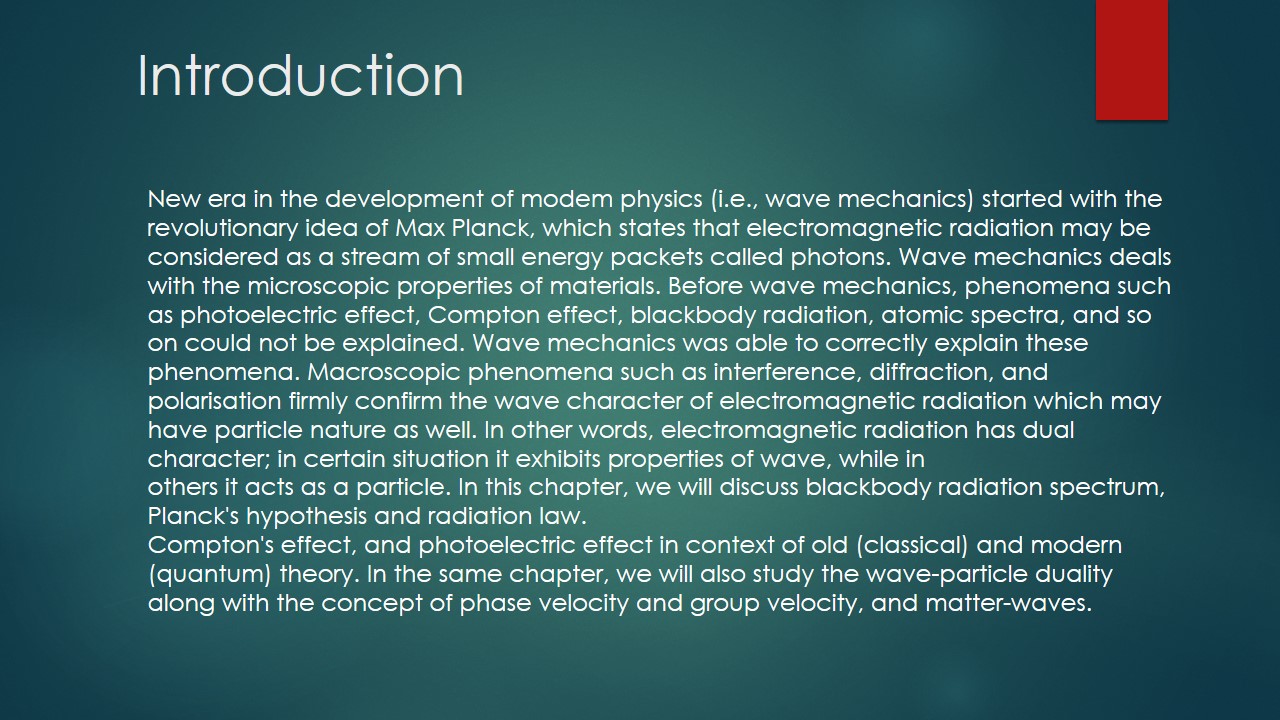 Introduction
New era in the development of modem physics (i.e., wave mechanics) started with the
revolutionary idea of Max Planck, which states that electromagnetic radiation may be
considered as a stream of small energy packets called photons. Wave mechanics deals
with the microscopic properties of materials. Before wave mechanics, phenomena such
as photoelectric effect, Compton effect, blackbody radiation, atomic spectra, and so
on could not be explained. Wave mechanics was able to correctly explain these
phenomena. Macroscopic phenomena such as interference, diffraction, and
polarisation firmly confirm the wave character of electromagnetic radiation which may
have particle nature as well. In other words, electromagnetic radiation has dual
character; in certain situation it exhibits properties of wave, while in
others it acts as a particle. In this chapter, we will discuss blackbody radiation spectrum,
Planck's hypothesis and radiation law.
Compton's effect, and photoelectric effect in context of old (classical) and modern
(quantum) theory. In the same chapter, we will also study the wave-particle duality
along with the concept of phase velocity and group velocity, and matter-waves.